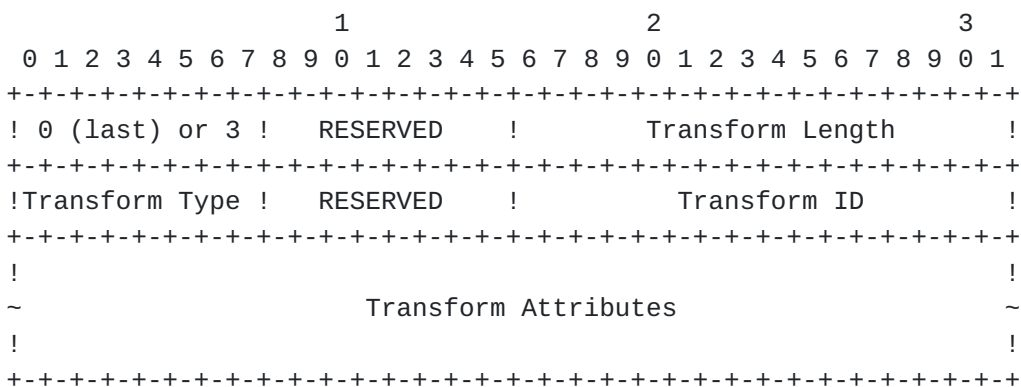 1                   2                   3
 0 1 2 3 4 5 6 7 8 9 0 1 2 3 4 5 6 7 8 9 0 1 2 3 4 5 6 7 8 9 0 1
+-+-+-+-+-+-+-+-+-+-+-+-+-+-+-+-+-+-+-+-+-+-+-+-+-+-+-+-+-+-+-+-+
! 0 (last) or 3 !   RESERVED    !        Transform Length       !
+-+-+-+-+-+-+-+-+-+-+-+-+-+-+-+-+-+-+-+-+-+-+-+-+-+-+-+-+-+-+-+-+
!Transform Type !   RESERVED    !          Transform ID         !
+-+-+-+-+-+-+-+-+-+-+-+-+-+-+-+-+-+-+-+-+-+-+-+-+-+-+-+-+-+-+-+-+
!                                                               !
~                      Transform Attributes                     ~
!                                                               !
+-+-+-+-+-+-+-+-+-+-+-+-+-+-+-+-+-+-+-+-+-+-+-+-+-+-+-+-+-+-+-+-+